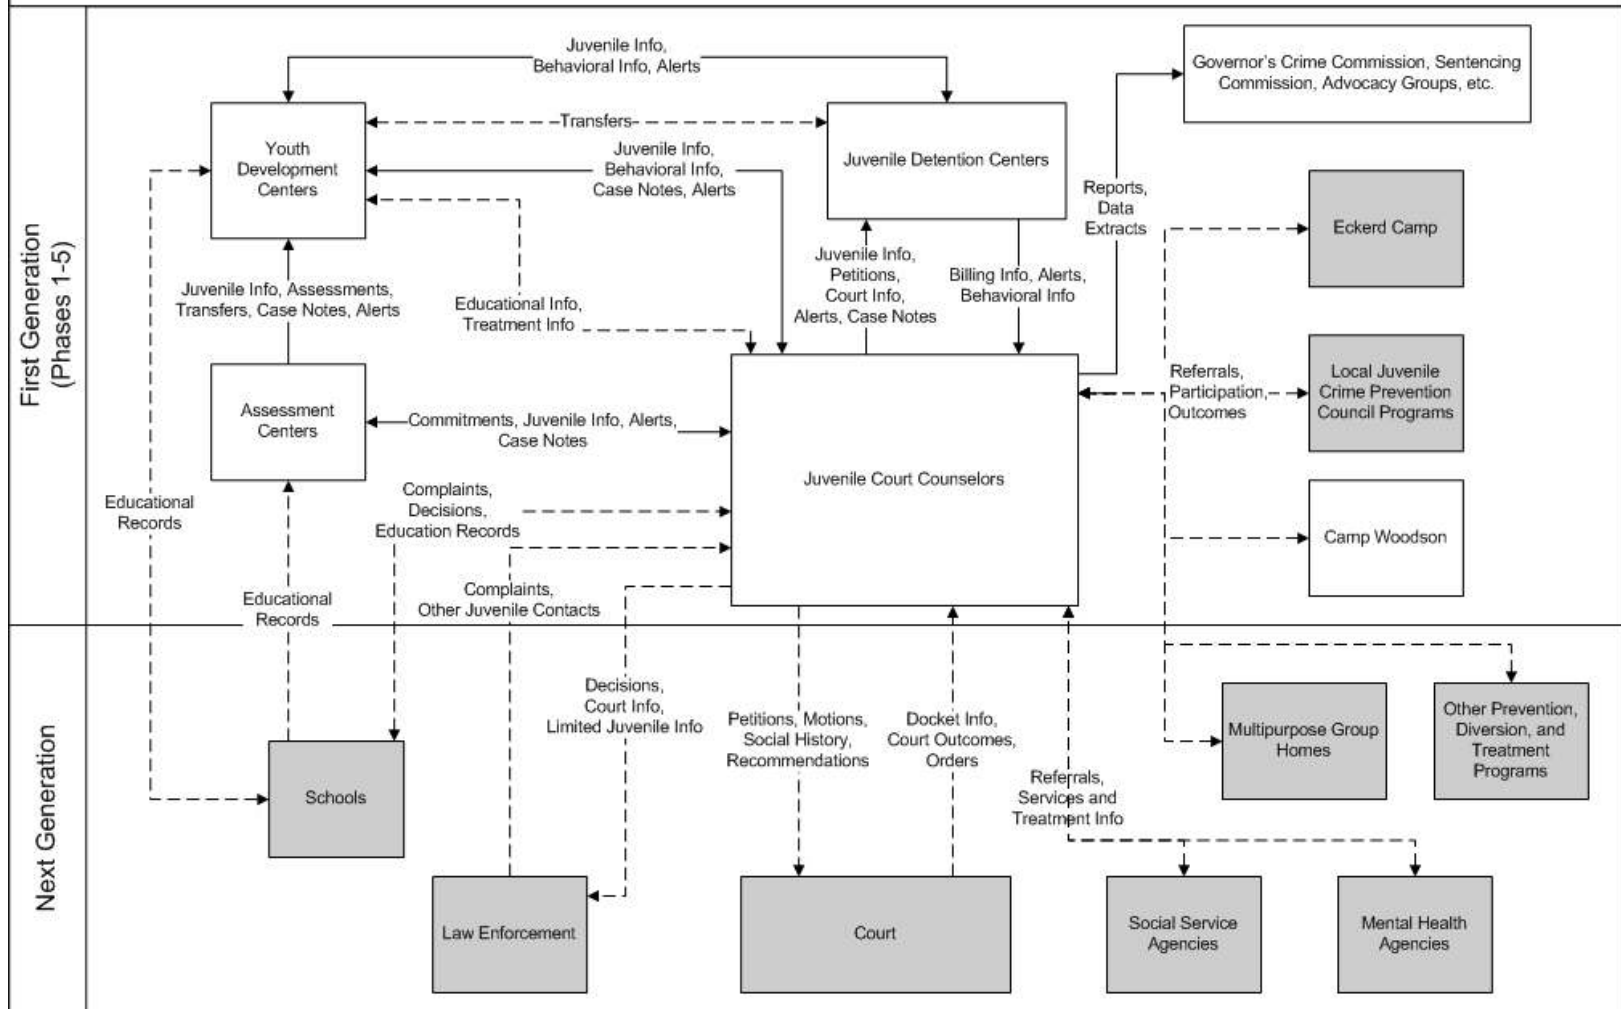 First Generation
(Phases 1-5)
Juvenile Info,
Behavioral Info, Alerts
Governor's Crime Commission, Sentencing
Commission, Advocacy Groups, etc.
Youth
Development
Centers
Transfers
Juvenile Info,
Behavioral Info,
Case Notes, Alerts
Juvenile Detention Centers
Reports,
Data
Extracts
Eckerd Camp
Juvenile Info, Assessments,
Transfers, Case Notes, Alerts
Educational Info,
Treatment Info
Juvenile Info,
Petitions,
Court Info,
Alerts, Case Notes
Billing Info, Alerts,
Behavioral Info
Referrals,
Participation,
Outcomes
Local Juvenile
Crime Prevention
Council Programs
Assessment
Centers
Commitments, Juvenile Info, Alerts,
Case Notes
Juvenile Court Counselors
Educational
Records
Complaints,
Decisions,
Education Records
Camp Woodson
Educational
Records
Complaints,
Other Juvenile Contacts
Next Generation
Decisions,
Court Info,
Limited Juvenile Info
Petitions, Motions,
Social History,
Recommendations
Docket Info,
Court Outcomes,
Orders
Referrals,
Services and
Treatment Info
Multipurpose Group
Homes
Other Prevention,
Diversion, and
Treatment
Programs
Schools
Law Enforcement
Court
Social Service
Agencies
Mental Health
Agencies